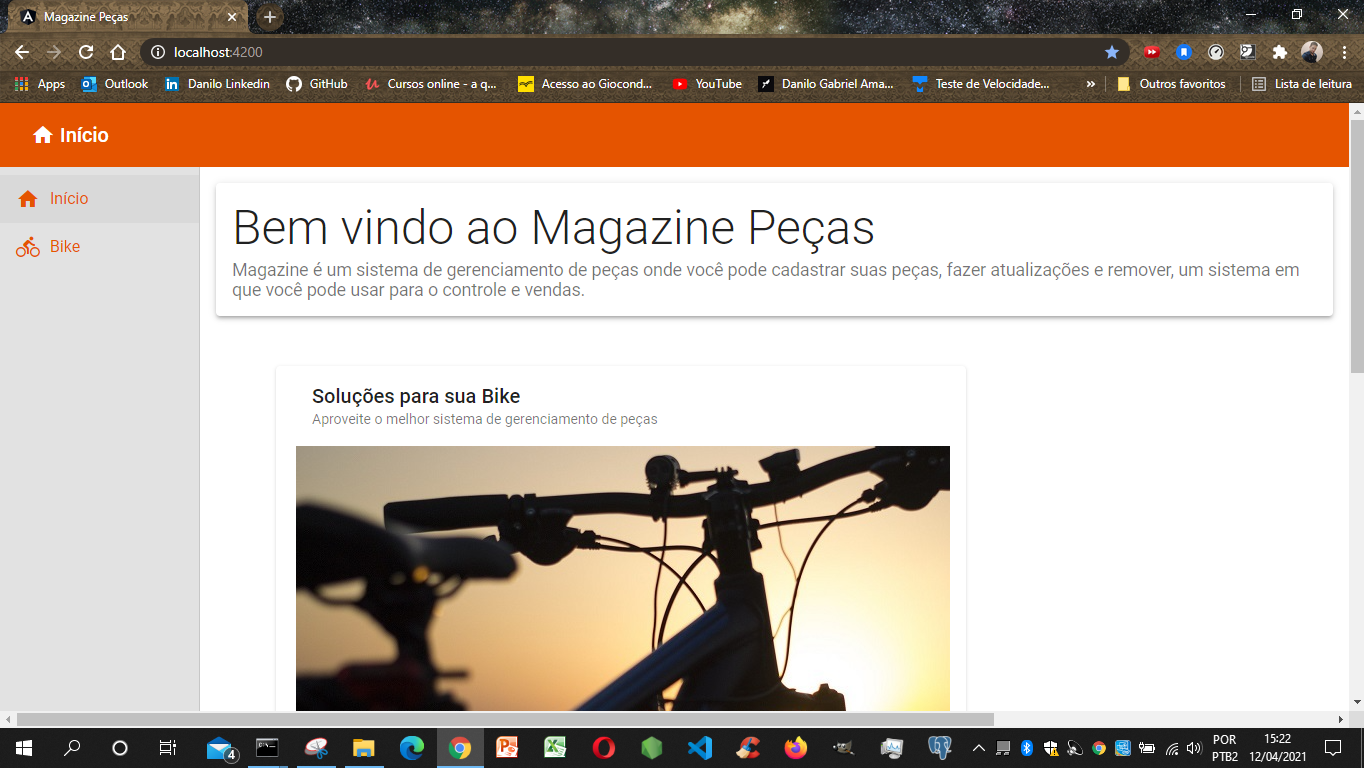 Magazine Peças
localhost:4200
Apps
Outlook
Danilo Linkedin
GitHub
Cursos online - a q...
Acesso ao Giocond...
YouTube
Danilo Gabriel Ama...
Teste de Velocidade...
»
Outros favoritos
Lista de leitura
Início
Início
Bike
Bem vindo ao Magazine Peças
Magazine é um sistema de gerenciamento de peças onde você pode cadastrar suas peças, fazer atualizações e remover, um sistema em
que você pode usar para o controle e vendas.
Soluções para sua Bike
Aproveite o melhor sistema de gerenciamento de peças
4
POR
PTB2
15:22
12/04/2021